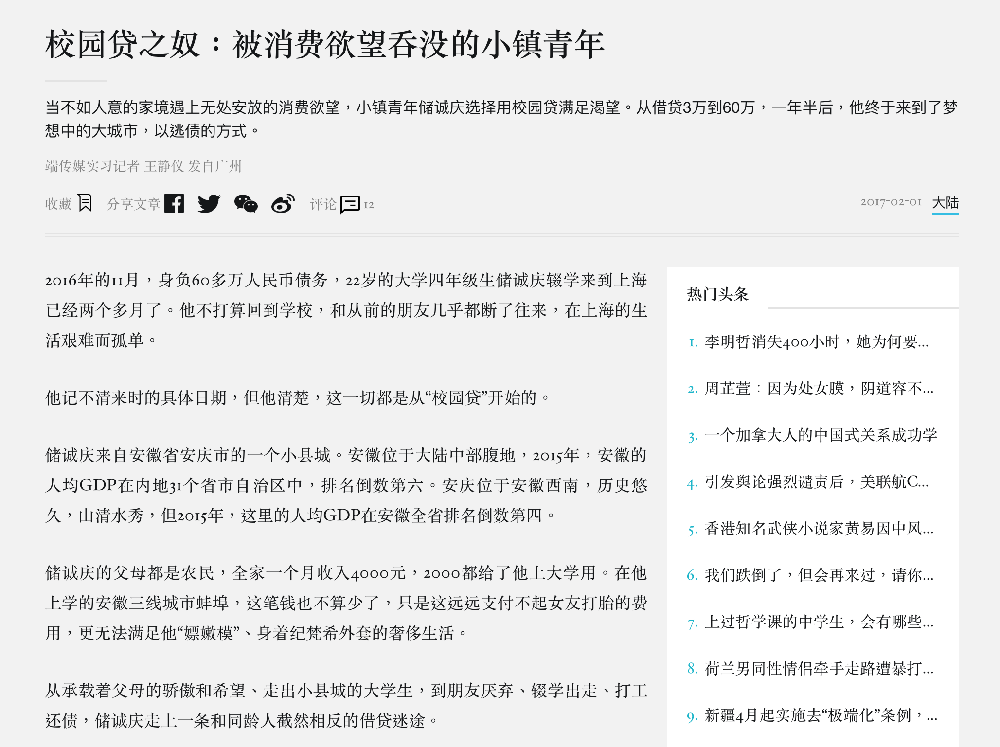 校园贷之奴：被消费欲望吞没的小镇青年
当不如人意的家境遇上无处安放的消费欲望，小镇青年储诚庆选择用校园贷满足渴望。从借贷3万到60万，一年半后，他终于来到了梦
想中的大城市，以逃债的方式。
端传媒实习记者 王静仪 发自广州
收藏 分享文章 评论 12 2017-02-01 大陆
2016年的11月，身负60多万人民币债务，22岁的大学四年级生储诚庆辍学来到上海
已经两个多月了。他不打算回到学校，和从前的朋友几乎都断了往来，在上海的生
活艰难而孤单。
他记不清来时的具体日期，但他清楚，这一切都是从“校园贷”开始的。
储诚庆来自安徽省安庆市的一个小县城。安徽位于大陆中部腹地，2015年，安徽的
人均GDP在内地31个省市自治区中，排名倒数第六。安庆位于安徽西南，历史悠
久，山清水秀，但2015年，这里的人均GDP在安徽全省排名倒数第四。
储诚庆的父母都是农民，全家一个月收入4000元，2000都给了他上大学用。在他
上学的安徽三线城市蚌埠，这笔钱也不算少了，只是这远远支付不起女友打胎的费
用，更无法满足他“嫖嫩模”、身着纪梵希外套的奢侈生活。
从承载着父母的骄傲和希望、走出小县城的大学生，到朋友厌弃、辍学出走、打工
还债，储诚庆走上一条和同龄人截然相反的借贷迷途。
热门头条
1. 李明哲消失400小时，她为何要...
2. 周芷萱：因为处女膜，阴道容不...
3. 一个加拿大人的中国式关系成功学
4. 引发舆论强烈谴责后，美联航C...
5. 香港知名武侠小说家黄易因中风...
6. 我们跌倒了，但会再来过，请你...
7. 上过哲学课的中学生，会有哪些...
8. 荷兰男同性情侣牵手走路遭暴打...
9. 新疆4月起实施去“极端化”条例，...